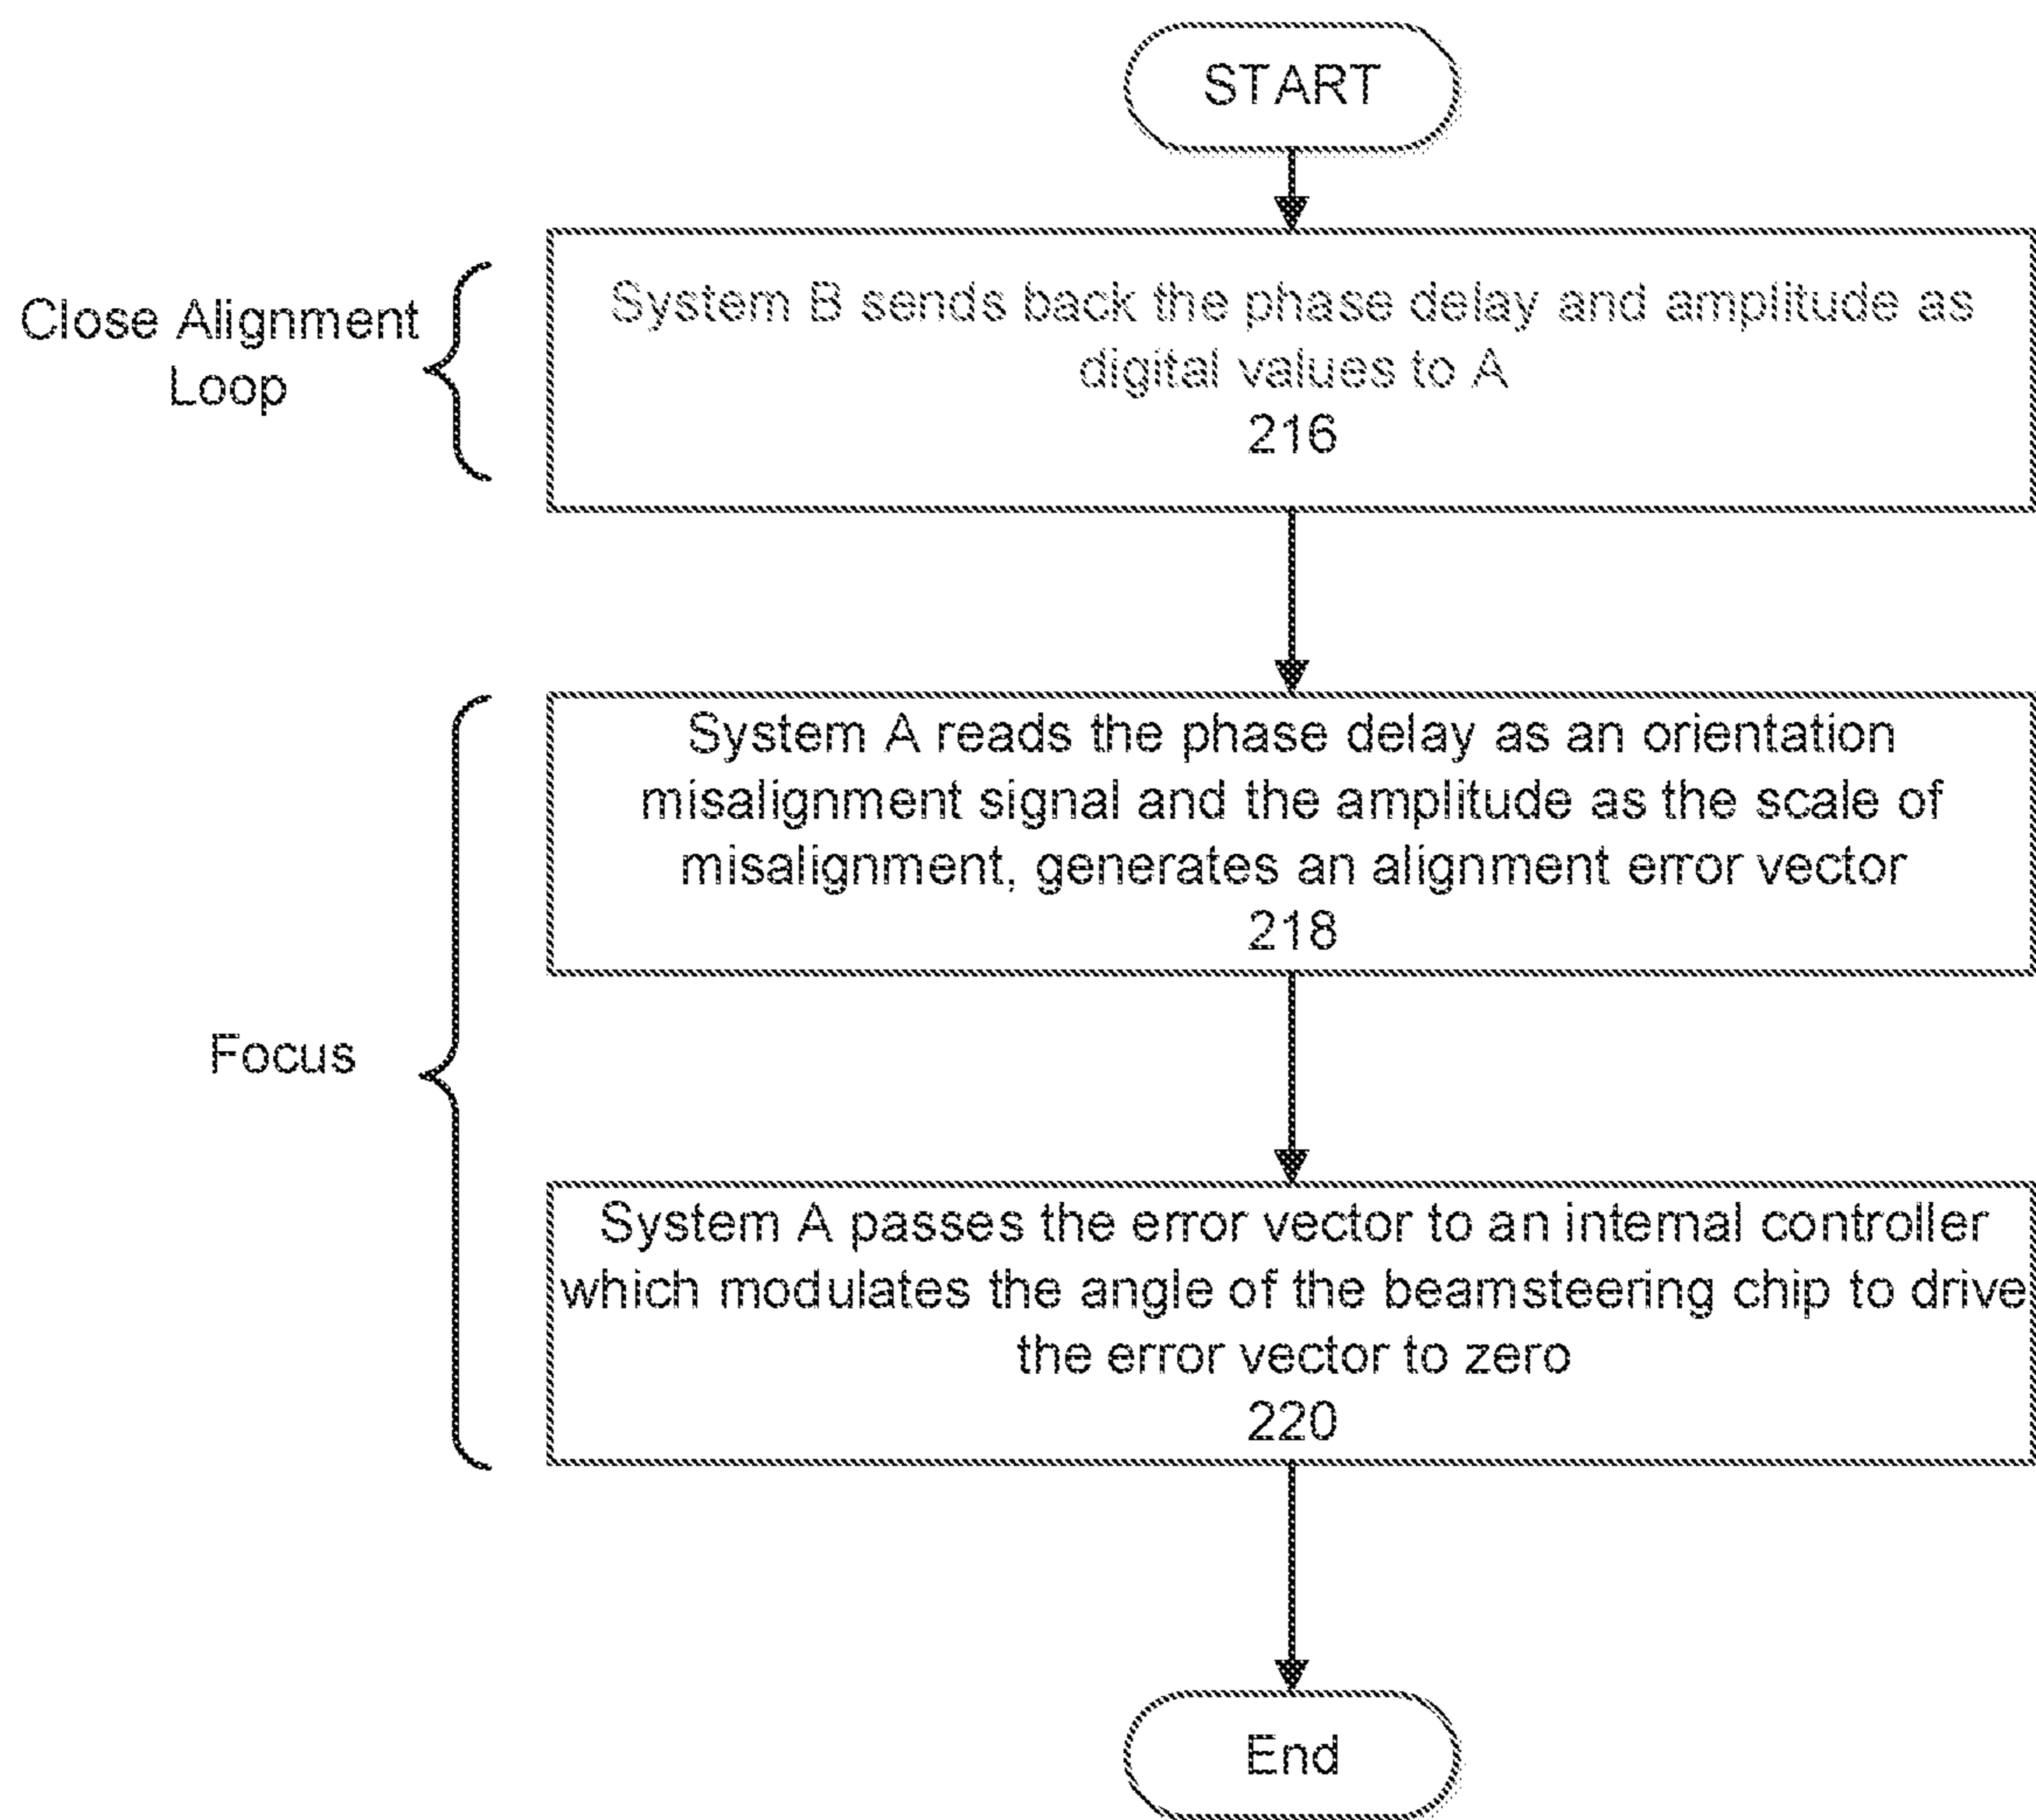 START
Close Alignment
Loop
System B sends back the phase delay and amplitude as
digital values to A
216
System A reads the phase delay as an orientation
misalignment signal and the amplitude as the scale of
misalignment, generates an alignment error vector
218
Focus
System A passes the error vector to an internal controller
which modulates the angle of the beamsteering chip to drive
the error vector to zero
220
End